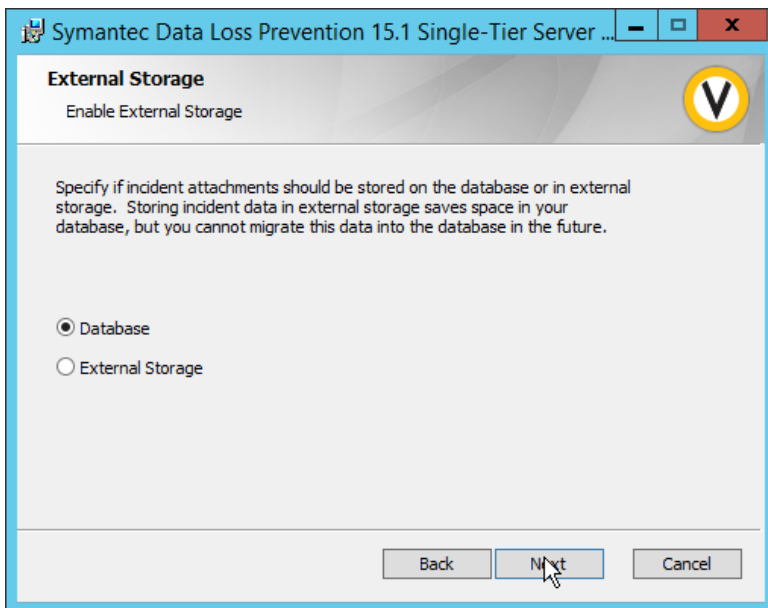 Symantec Data Loss Prevention 15.1 Single-Tier Server ...
External Storage
Enable External Storage
Specify if incident attachments should be stored on the database or in external
storage.  Storing incident data in external storage saves space in your
database, but you cannot migrate this data into the database in the future.
Database
External Storage
Back
Next
Cancel